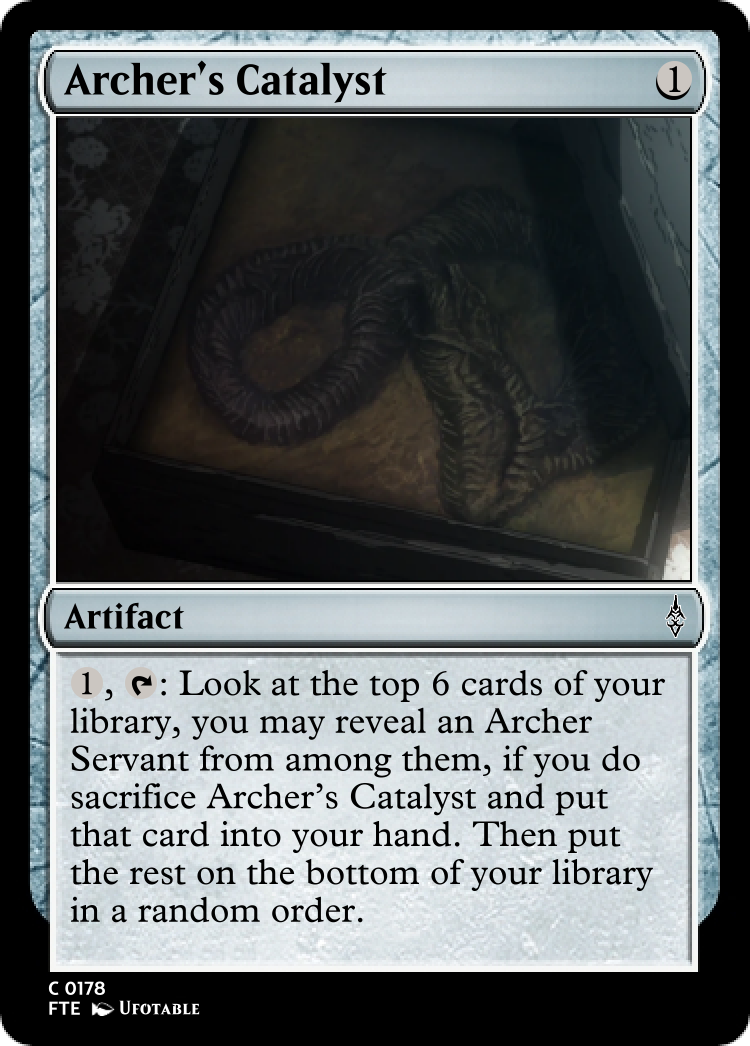 Archer's Catalyst 1
Artifact
1, : Look at the top 6 cards of your
library, you may reveal an Archer
Servant from among them, if you do
sacrifice Archer's Catalyst and put
that card into your hand. Then put
the rest on the bottom of your library
in a random order.
C 0178
FTE Ufotable